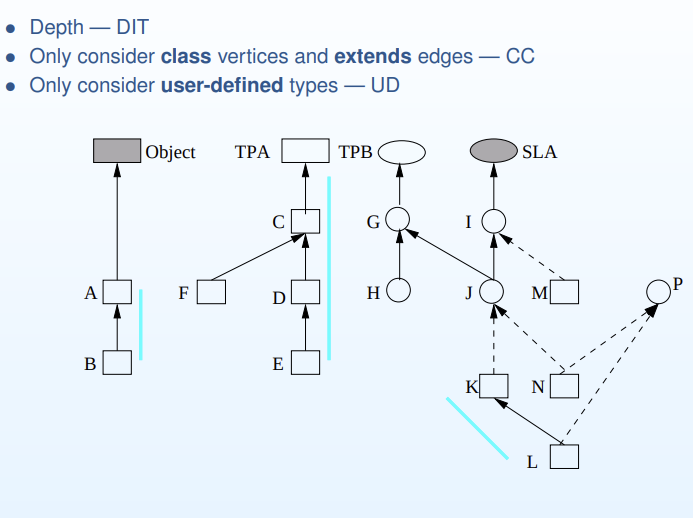 • Depth — DIT
• Only consider class vertices and extends edges — CC
• Only consider user-defined types — UD
Object TPA TPB SLA
C G I
A F D H J M P
B E K N
L